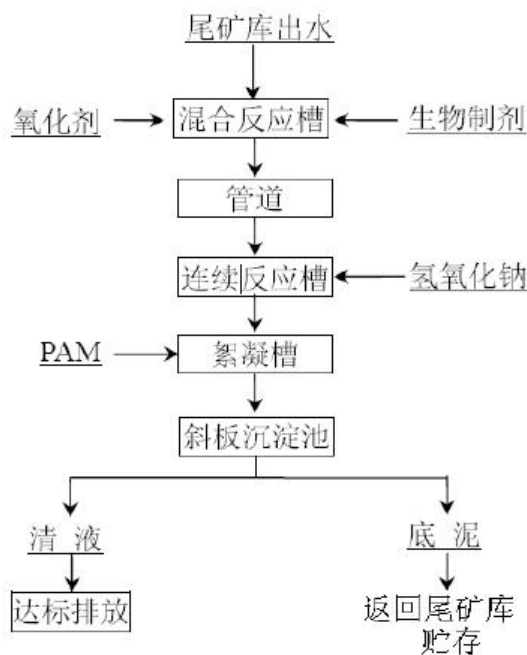 尾矿库出水
氧化剂
混合反应槽
生物制剂
管道
连续反应槽
氢氧化钠
PAM
絮凝槽
斜板沉淀池
清 液
底 泥
达标排放
返回尾矿库
贮存